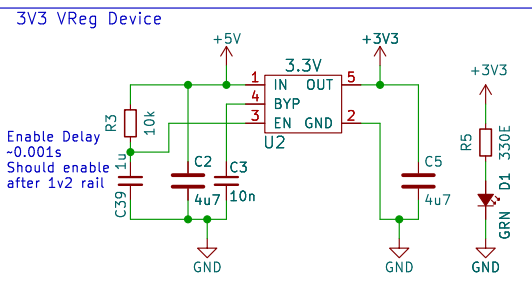 3V3 VReg Device
+5V
+3V3
3.3V
1
IN
OUT
5
4
BYP
3
EN
GND
2
U2
+3V3
R3
10k
Enable Delay
~0.001s
Should enable
after 1v2 rail
1u
C39
C2
4u7
C3
10n
C5
4u7
R5
330E
D1
GRN
GND
GND
GND